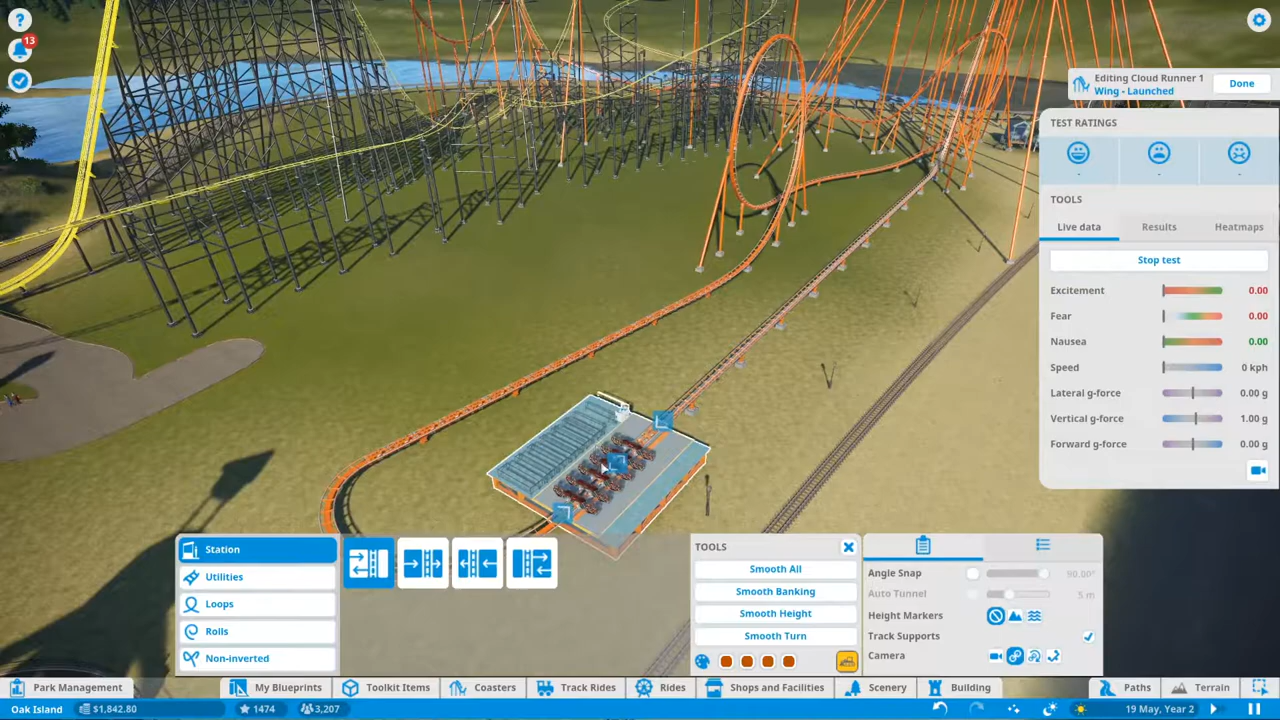 ?
13
Editing Cloud Runner 1
Wing - Launched
Done
TEST RATINGS
-
-
-
TOOLS
Live data
Results
Heatmaps
Stop test
Excitement
0.00
Fear
0.00
Nausea
0.00
Speed
0 kph
Lateral g-force
0.00 g
Vertical g-force
1.00 g
Forward g-force
0.00 g
Station
Utilities
Loops
Rolls
Non-inverted
TOOLS
Smooth All
Smooth Banking
Smooth Height
Smooth Turn
Angle Snap
90.00°
Auto Tunnel
5 m
Height Markers
Track Supports
Camera
Park Management
My Blueprints
Toolkit Items
Coasters
Track Rides
Rides
Shops and Facilities
Scenery
Building
Paths
Terrain
Oak Island
$1,842.80
1474
3,207
19 May, Year 2